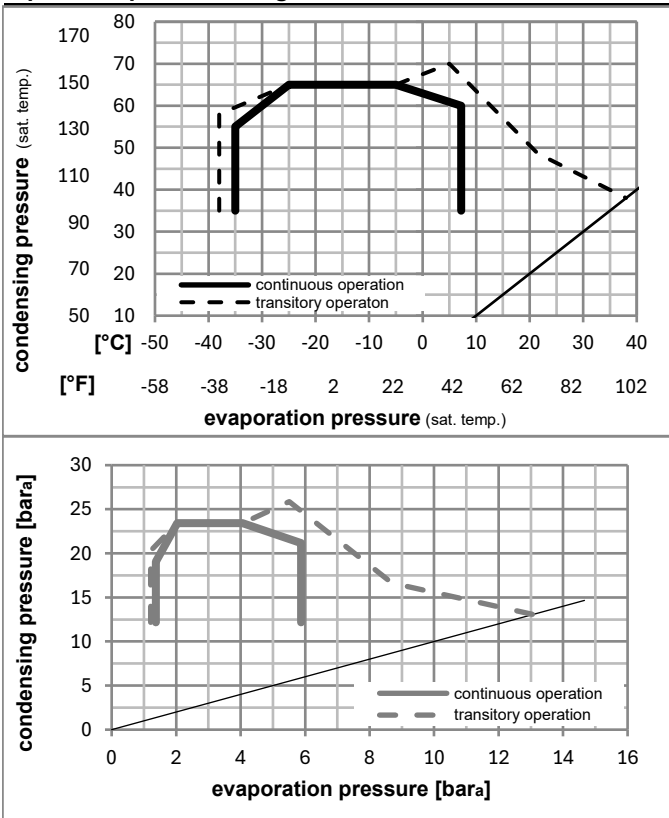 80
170
70
150
60
130
50
110
40
90
30
70
20
50
10
condensing pressure (sat. temp.)
continuous operation
transitory operaton
[°C] -50 -40 -30 -20 -10 0 10 20 30 40
[°F] -58 -38 -18 2 22 42 62 82 102
evaporation pressure (sat. temp.)
30
25
20
15
10
5
0
condensing pressure [bara]
continuous operation
transitory operation
0 2 4 6 8 10 12 14 16
evaporation pressure [bara]